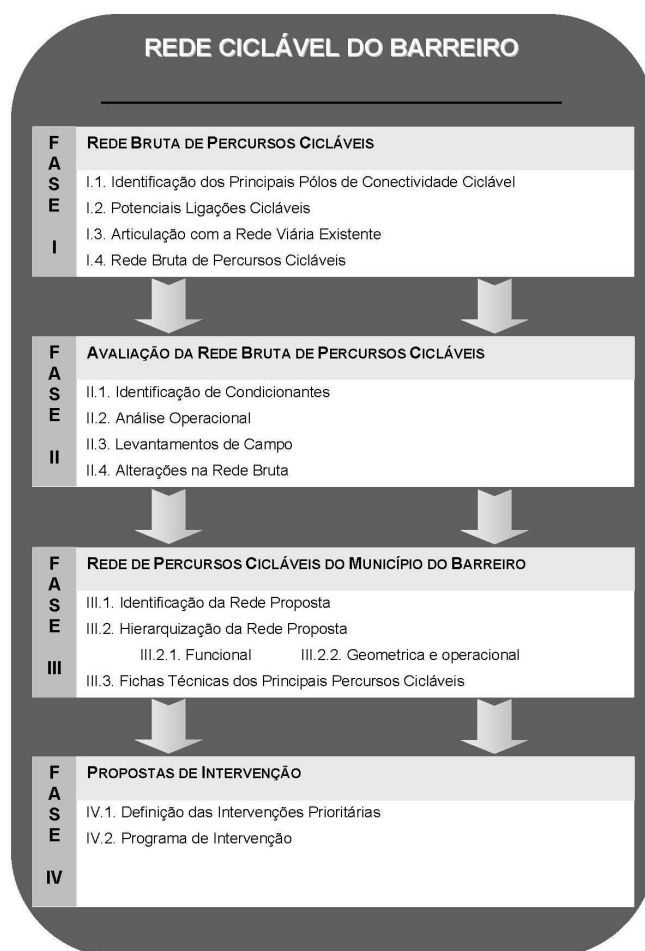 REDE CICLÁVEL DO BARREIRO
FASE I
REDE BRUTA DE PERCURSOS CICLÁVEIS
I.1. Identificação dos Principais Pólos de Conectividade Ciclável
I.2. Potenciais Ligações Cicláveis
I.3. Articulação com a Rede Viária Existente
I.4. Rede Bruta de Percursos Cicláveis
FASE II
AVALIAÇÃO DA REDE BRUTA DE PERCURSOS CICLÁVEIS
II.1. Identificação de Condicionantes
II.2. Análise Operacional
II.3. Levantamentos de Campo
II.4. Alterações na Rede Bruta
FASE III
REDE DE PERCURSOS CICLÁVEIS DO MUNICÍPIO DO BARREIRO
III.1. Identificação da Rede Proposta
III.2. Hierarquização da Rede Proposta
III.2.1. Funcional III.2.2. Geometrica e operacional
III.3. Fichas Técnicas dos Principais Percursos Cicláveis
FASE IV
PROPOSTAS DE INTERVENÇÃO
IV.1. Definição das Intervenções Prioritárias
IV.2. Programa de Intervenção